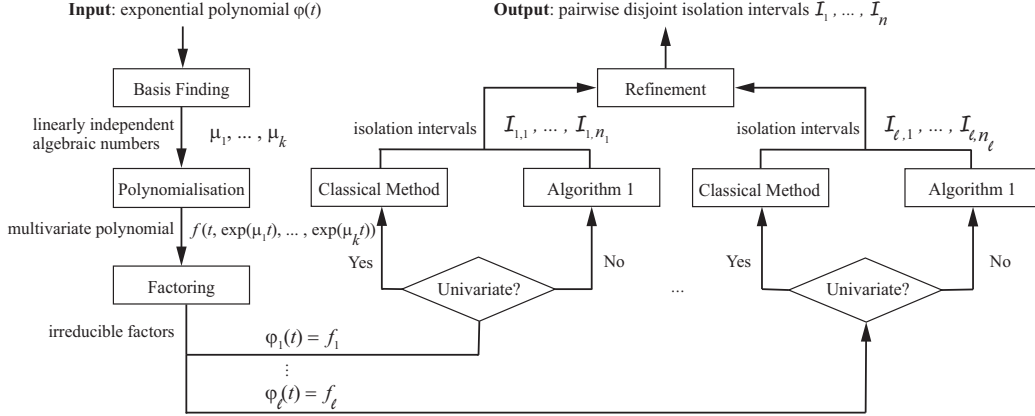 Input: exponential polynomial φ(t)
Basis Finding
linearly independent
algebraic numbers
μ₁, ... , μₖ
Polynomialisation
multivariate polynomial
f(t, exp(μ₁t), ... , exp(μₖt))
Factoring
irreducible factors
φ₁(t) = f₁
⋮
φℓ(t) = fℓ
Output: pairwise disjoint isolation intervals I₁ , ... , Iₙ
Refinement
isolation intervals
I₁,₁ , ... , I₁,ₙ₁
Classical Method
Algorithm 1
Yes
No
Univariate?
...
isolation intervals
Iℓ,₁ , ... , Iℓ,ₙℓ
Classical Method
Algorithm 1
Yes
No
Univariate?